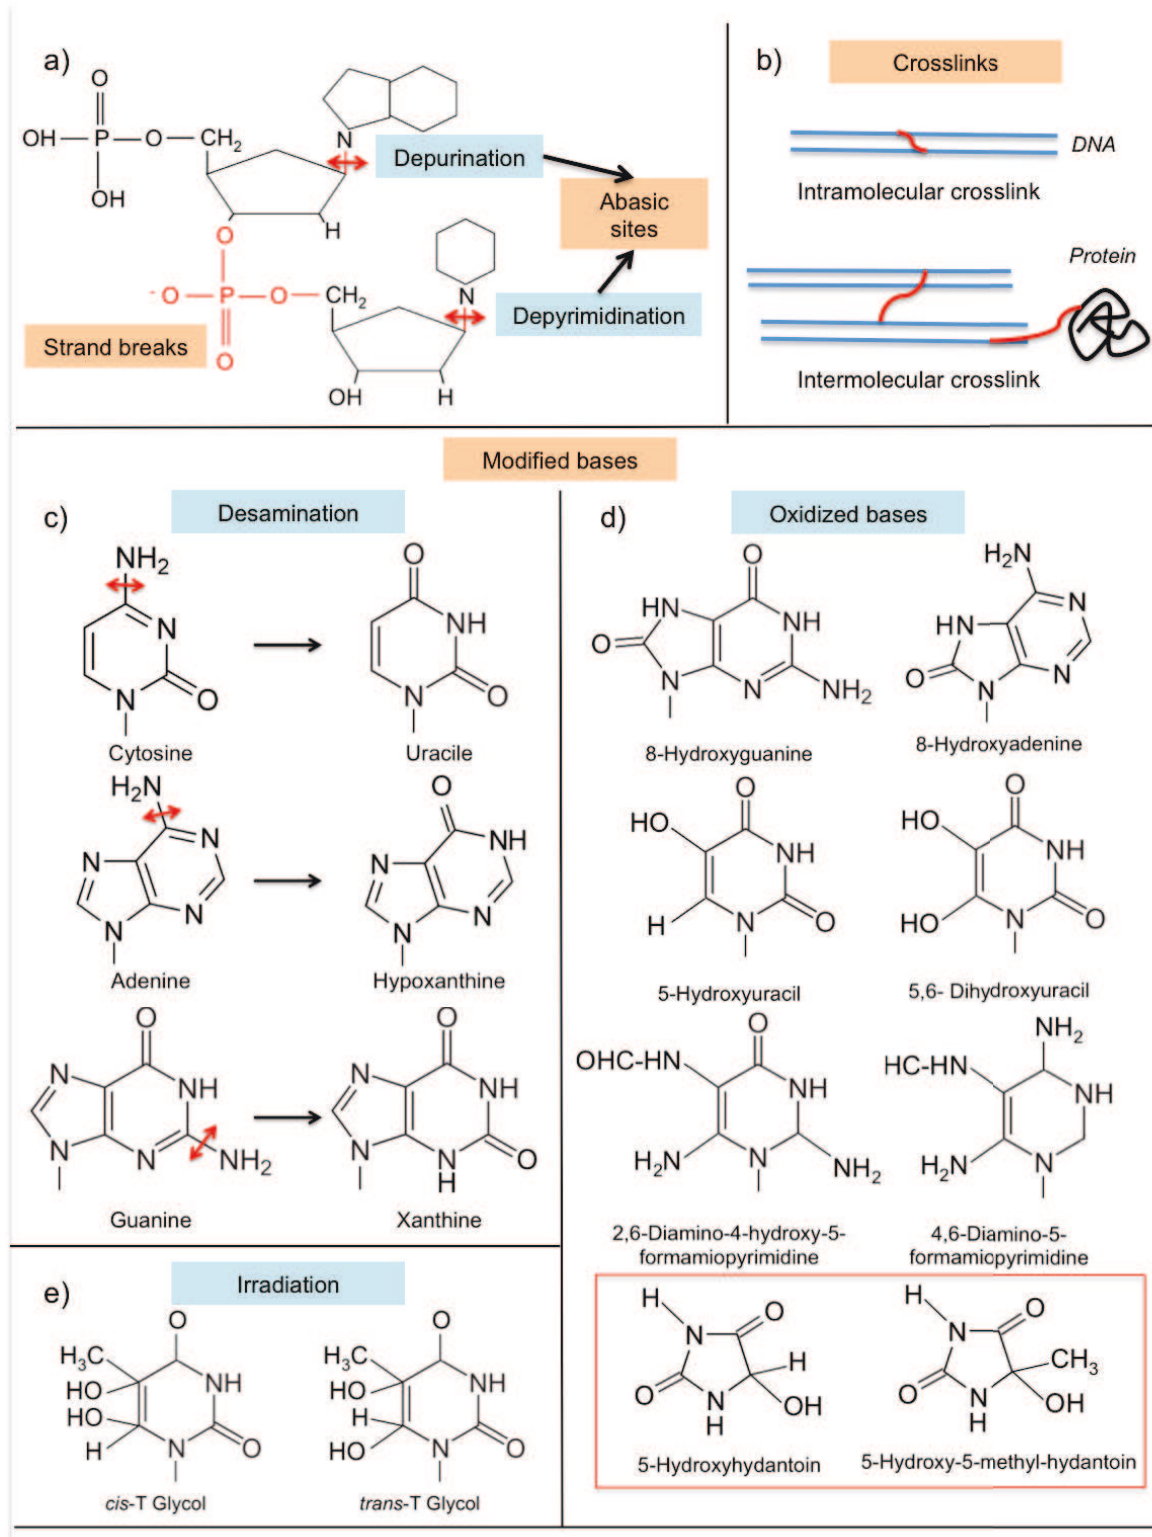 a)
O
OH
P
O
CH2
OH
N
Depurination
Abasic
sites
H
O
-O
P
O
CH2
O
N
Depyrimidination
Strand breaks
OH
H
b)
Crosslinks
DNA
Intramolecular crosslink
Protein
Intermolecular crosslink
Modified bases
c)
Desamination
NH2
N
N
O
Cytosine
O
NH
N
O
Uracile
H2N
N
N
N
N
Adenine
O
N
NH
N
N
Hypoxanthine
O
N
NH
N
N
NH2
Guanine
O
N
NH
N
N
H
O
Xanthine
d)
Oxidized bases
O
HN
NH
O
N
N
NH2
8-Hydroxyguanine
H2N
HN
N
O
N
N
8-Hydroxyadenine
O
HO
NH
H
N
O
5-Hydroxyuracil
O
HO
NH
HO
N
O
5,6- Dihydroxyuracil
O
OHC-HN
NH
H2N
N
NH2
2,6-Diamino-4-hydroxy-5-
formamiopyrimidine
NH2
HC-HN
NH
H2N
N
4,6-Diamino-5-
formamiopyrimidine
H
N
O
O
H
N
H
OH
5-Hydroxyhydantoin
H
N
O
O
CH3
N
H
OH
5-Hydroxy-5-methyl-hydantoin
e)
Irradiation
O
H3C
HO
NH
HO
H
N
O
cis-T Glycol
O
H3C
HO
NH
H
HO
N
O
trans-T Glycol